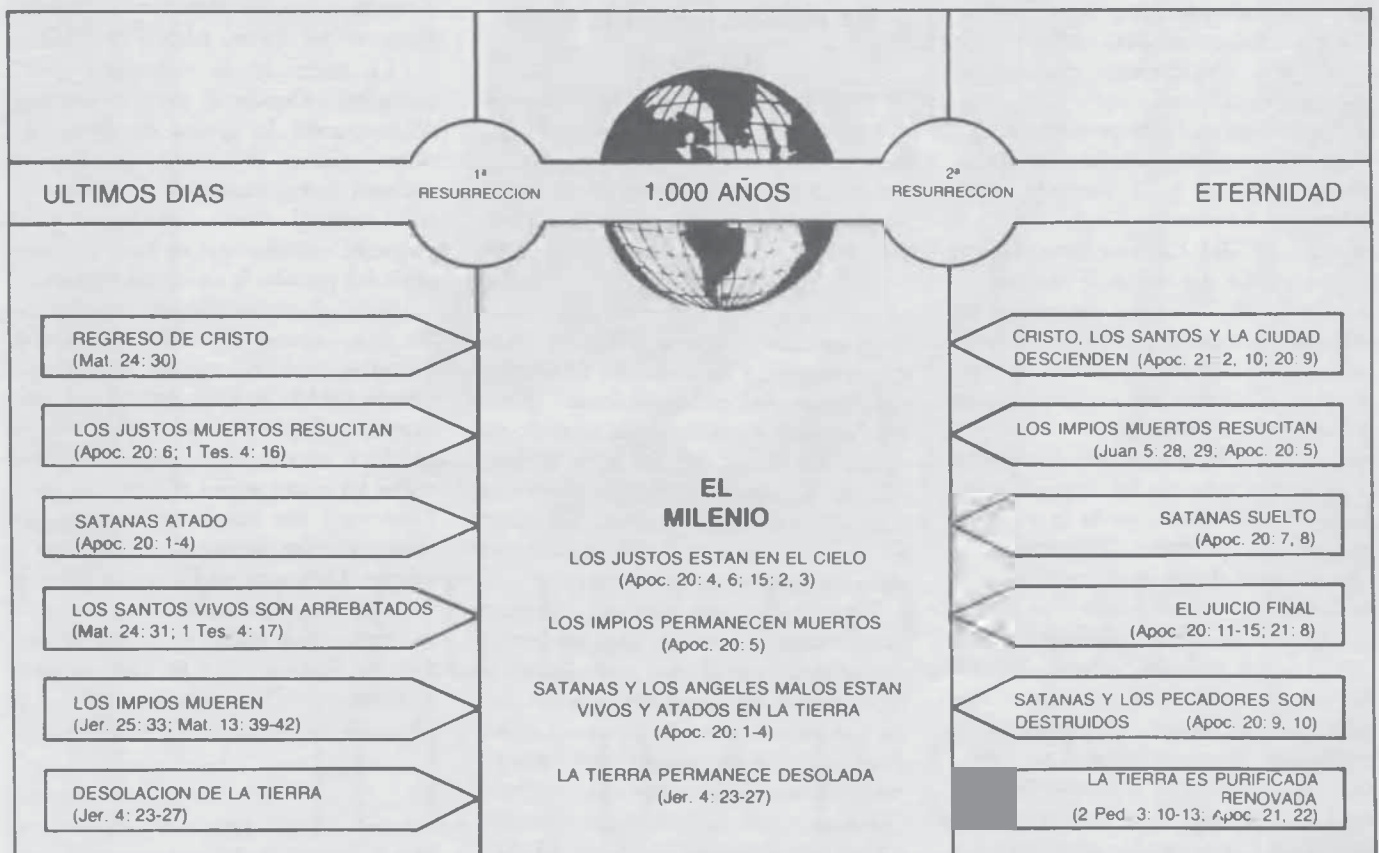 ULTIMOS DIAS
1ª
RESURRECCION
1.000 AÑOS
2ª
RESURRECCION
ETERNIDAD
REGRESO DE CRISTO
(Mat. 24: 30)
LOS JUSTOS MUERTOS RESUCITAN
(Apoc. 20: 6; 1 Tes. 4: 16)
SATANAS ATADO
(Apoc. 20: 1-4)
LOS SANTOS VIVOS SON ARREBATADOS
(Mat. 24: 31; 1 Tes. 4: 17)
LOS IMPIOS MUEREN
(Jer. 25: 33; Mat. 13: 39-42)
DESOLACION DE LA TIERRA
(Jer. 4: 23-27)
EL
MILENIO
LOS JUSTOS ESTAN EN EL CIELO
(Apoc. 20: 4, 6; 15: 2, 3)
LOS IMPIOS PERMANECEN MUERTOS
(Apoc. 20: 5)
SATANAS Y LOS ANGELES MALOS ESTAN
VIVOS Y ATADOS EN LA TIERRA
(Apoc. 20: 1-4)
LA TIERRA PERMANECE DESOLADA
(Jer. 4: 23-27)
CRISTO, LOS SANTOS Y LA CIUDAD
DESCIENDEN (Apoc. 21: 2, 10; 20: 9)
LOS IMPIOS MUERTOS RESUCITAN
(Juan 5: 28, 29; Apoc. 20: 5)
SATANAS SUELTO
(Apoc. 20: 7, 8)
EL JUICIO FINAL
(Apoc. 20: 11-15; 21: 8)
SATANAS Y LOS PECADORES SON
DESTRUIDOS (Apoc. 20: 9, 10)
LA TIERRA ES PURIFICADA
RENOVADA
(2 Ped. 3: 10-13; Apoc. 21, 22)